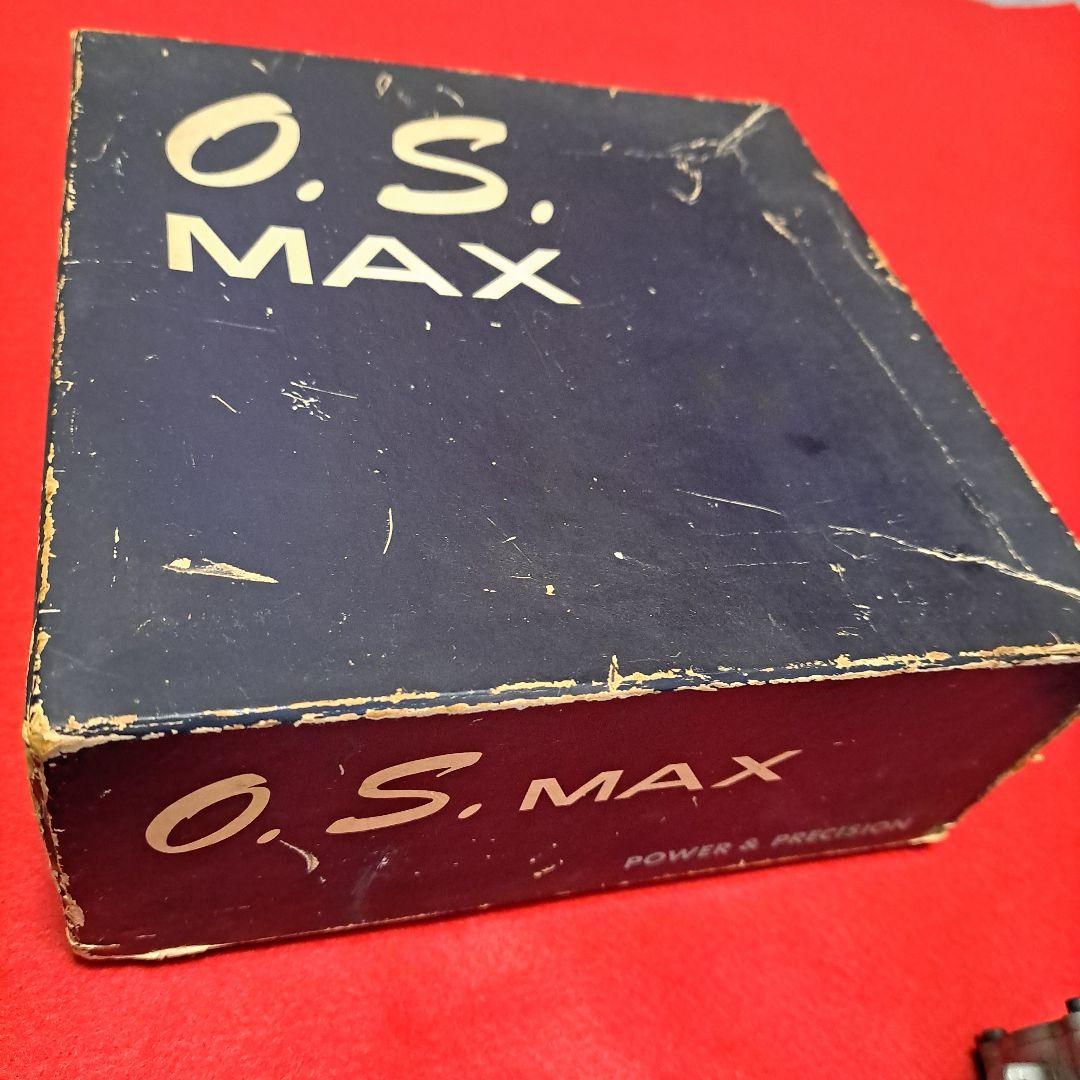 O. S.
MAX
O. S. MAX
POWER & PRECISION